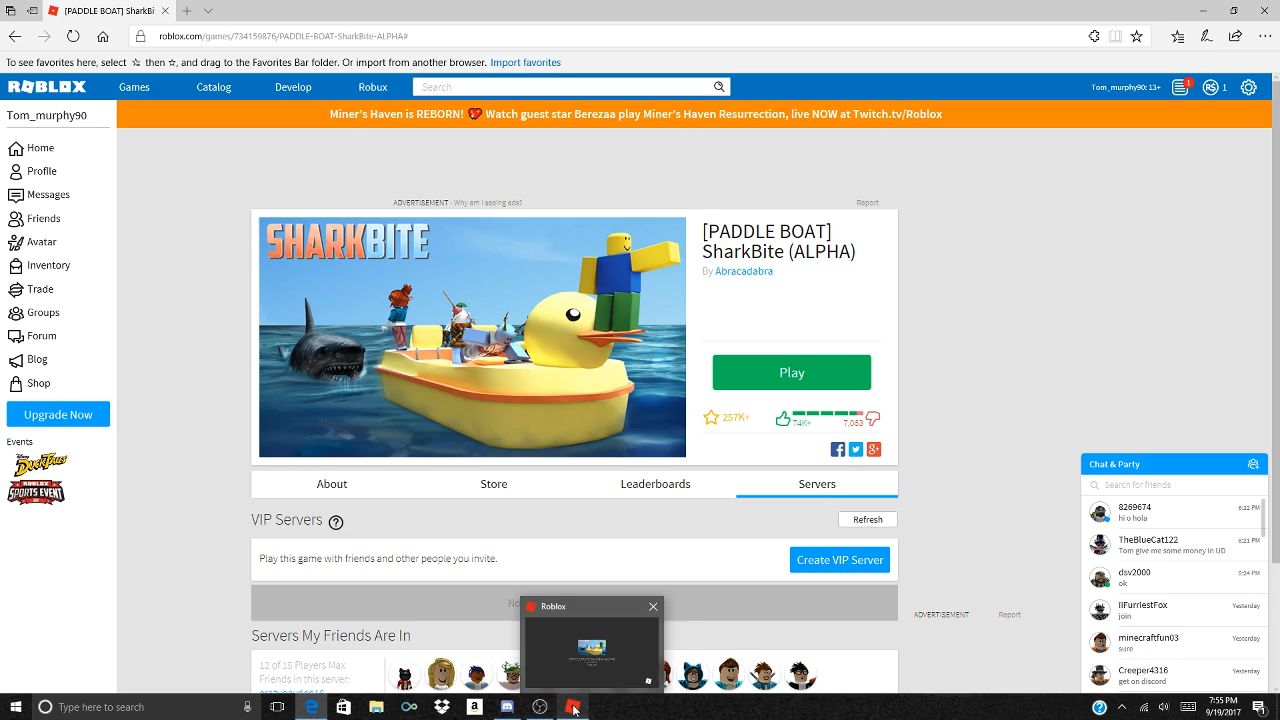 [PADDLE BOAT] SharkBi
roblox.com/games/734159876/PADDLE-BOAT-SharkBite-ALPHA#
To see favorites here, select ☆ then ☆, and drag to the Favorites Bar folder. Or import from another browser. Import favorites
ROBLOX Games Catalog Develop Robux Search Tom_murphy90: 13+ 1 R$ 1
Tom_murphy90
Miner's Haven is REBORN! 💖 Watch guest star Berezaa play Miner's Haven Resurrection, live NOW at Twitch.tv/Roblox
Home
Profile
Messages
Friends
Avatar
Inventory
Trade
Groups
Forum
Blog
Shop
Upgrade Now
Events
DuckTales
ROBLOX
SPORTS EVENT
ADVERTISEMENT - Why am I seeing ads? Report
SHARKBITE
[PADDLE BOAT]
SharkBite (ALPHA)
By Abracadabra
Play
257K+ 74K+ 7,053
About Store Leaderboards Servers
VIP Servers ? Refresh
Play this game with friends and other people you invite. Create VIP Server
No
Roblox
ADVERTISEMENT Report
Servers My Friends Are In
12 of 15 Players Max
Friends in this server:
Chat & Party
Search for friends
8269674 6:22 PM
hi o hola
TheBlueCat122 6:21 PM
Tom give me some money in UD
dsv2000 5:24 PM
ok
iiFurriestFox Yesterday
join
minecraftfun03 Yesterday
sure
Creeper4316 Yesterday
get on discord
Type here to search
7:55 PM
9/19/2017